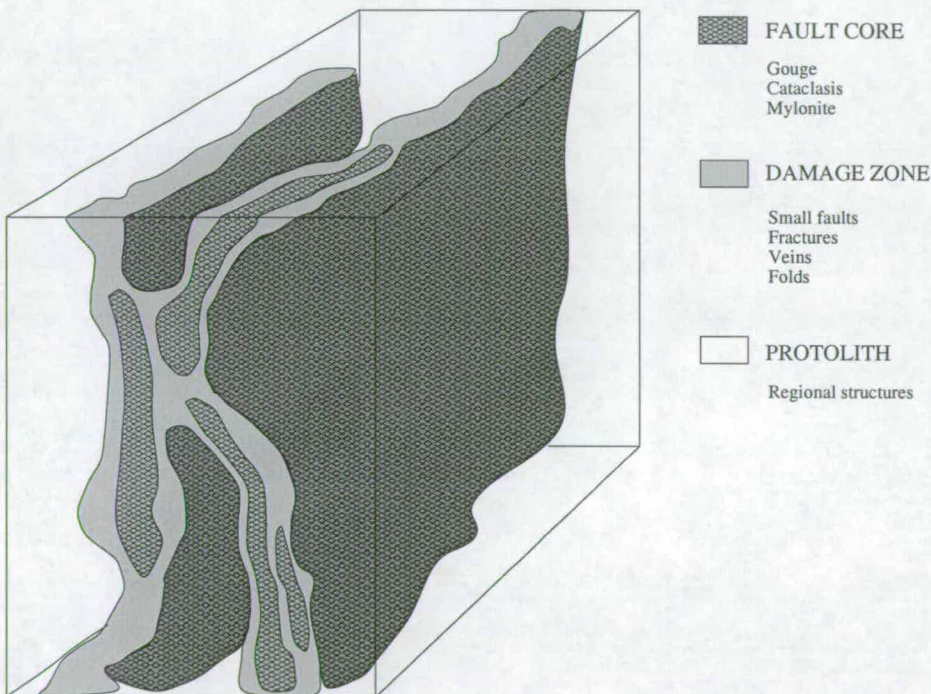 FAULT CORE
Gouge
Cataclasis
Mylonite
DAMAGE ZONE
Small faults
Fractures
Veins
Folds
PROTOLITH
Regional structures